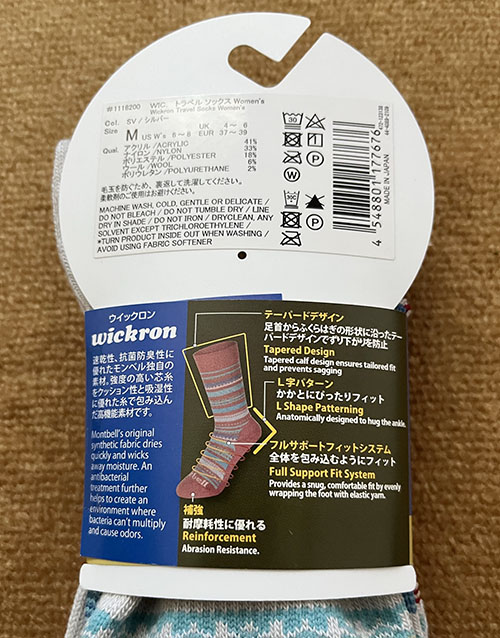 #1118200 WIC. トラベル ソックス Women's
Wickron Travel Socks Women's
Col. SV / シルバー
Size M US W's 6 – 8 UK 4 – 6 EUR 37 – 39
Qual. アクリル /ACRYLIC 41%
ナイロン /NYLON 33%
ポリエステル /POLYESTER 18%
ウール /WOOL 6%
ポリウレタン /POLYURETHANE 2%
毛玉を防ぐため、裏返して洗濯してください。
柔軟剤のご使用はお避けください。
MACHINE WASH, COLD, GENTLE OR DELICATE /
DO NOT BLEACH / DO NOT TUMBLE DRY / LINE
DRY IN SHADE / DO NOT IRON / DRYCLEAN, ANY
SOLVENT EXCEPT TRICHLOROETHYLENE /
*TURN PRODUCT INSIDE OUT WHEN WASHING /
AVOID USING FABRIC SOFTENER
30
P
W
P
4 548801 177676
MADE IN JAPAN
ウイックロン
wickron
速乾性、抗菌防臭性に
優れたモンベル独自の
素材。強度の高い芯糸
をクッション性と吸湿性
に優れた糸で包み込ん
だ高機能素材です。
Montbell's original
synthetic fabric dries
quickly and wicks
away moisture. An
antibacterial
treatment further
helps to create an
environment where
bacteria can't multiply
and cause odors.
テーパードデザイン
足首からふくらはぎの形状に沿ったテー
パードデザインでずり下がりを防止
Tapered Design
Tapered calf design ensures tailored fit
and prevents sagging
L字パターン
かかとにぴったりフィット
L Shape Patterning
Anatomically designed to hug the ankle.
フルサポートフィットシステム
全体を包み込むようにフィット
Full Support Fit System
Provides a snug, comfortable fit by evenly
wrapping the foot with elastic yarn.
補強
耐摩耗性に優れる
Reinforcement
Abrasion Resistance.